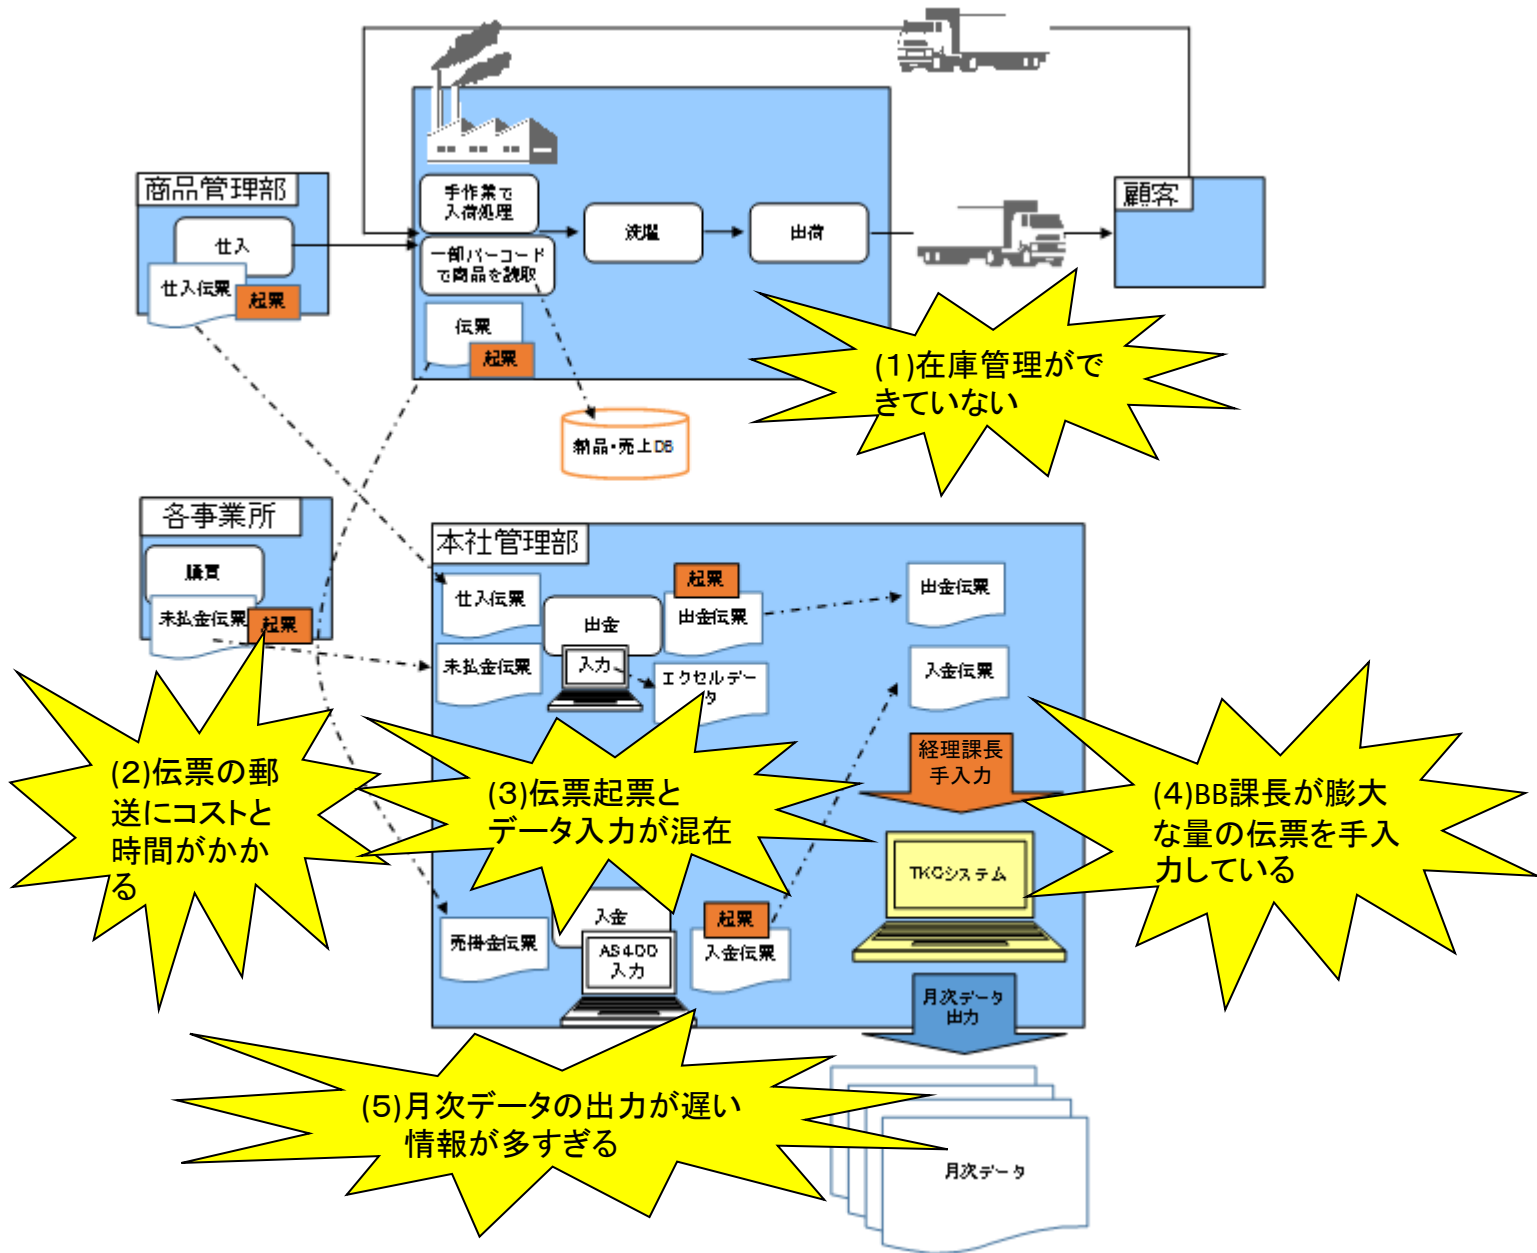 商品管理部
仕入
仕入伝票
起票
手作業で
入荷処理
一部バーコード
で商品を読取
洗濯
出荷
伝票
起票
顧客
(1)在庫管理がで
きていない
納品・売上DB
各事業所
購買
未払金伝票
起票
本社管理部
仕入伝票
未払金伝票
出金
入力
起票
出金伝票
エクセルデー
タ
出金伝票
入金伝票
経理課長
手入力
(2)伝票の郵
送にコストと
時間がかか
る
(3)伝票起票と
データ入力が混在
(4)BB課長が膨大
な量の伝票を手入
力している
TKCシステム
売掛金伝票
入金
AS400
入力
起票
入金伝票
月次データ
出力
(5)月次データの出力が遅い
情報が多すぎる
月次データ